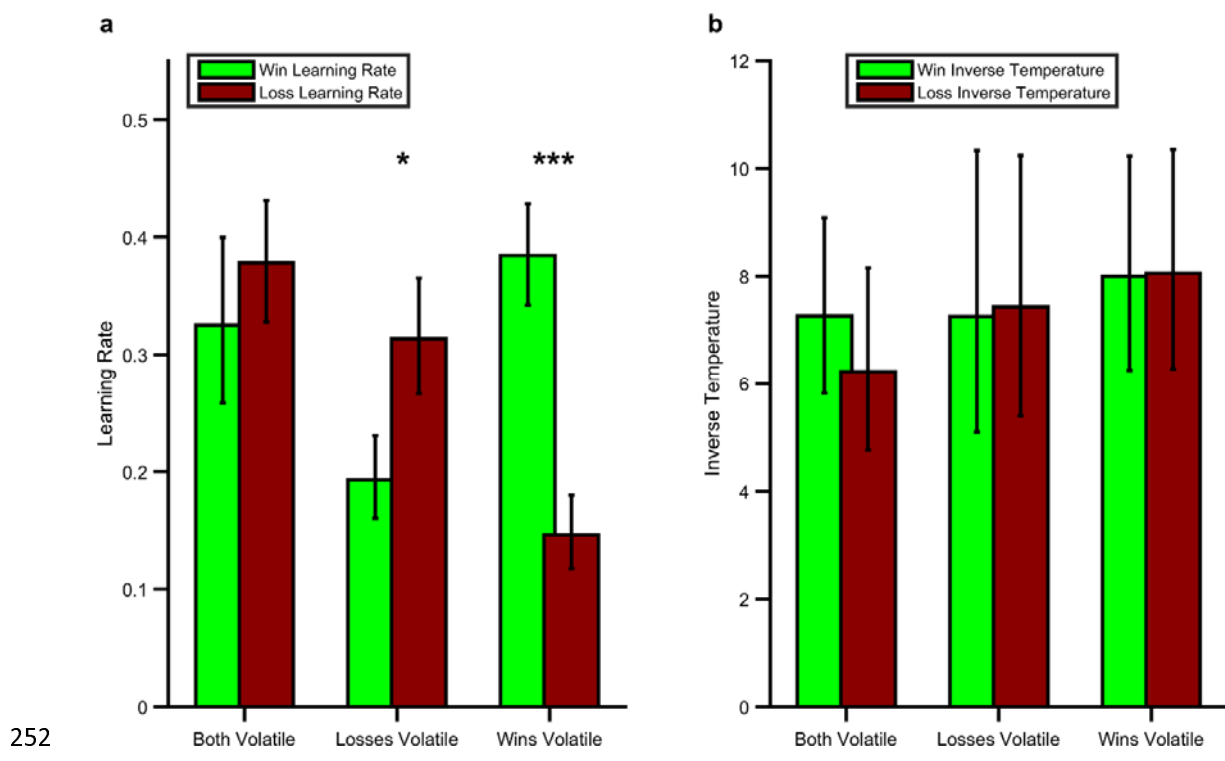 a
Win Learning Rate
Loss Learning Rate
Learning Rate
0.5
0.4
0.3
0.2
0.1
0
*
***
Both Volatile
Losses Volatile
Wins Volatile
b
Win Inverse Temperature
Loss Inverse Temperature
Inverse Temperature
12
10
8
6
4
2
0
Both Volatile
Losses Volatile
Wins Volatile
252